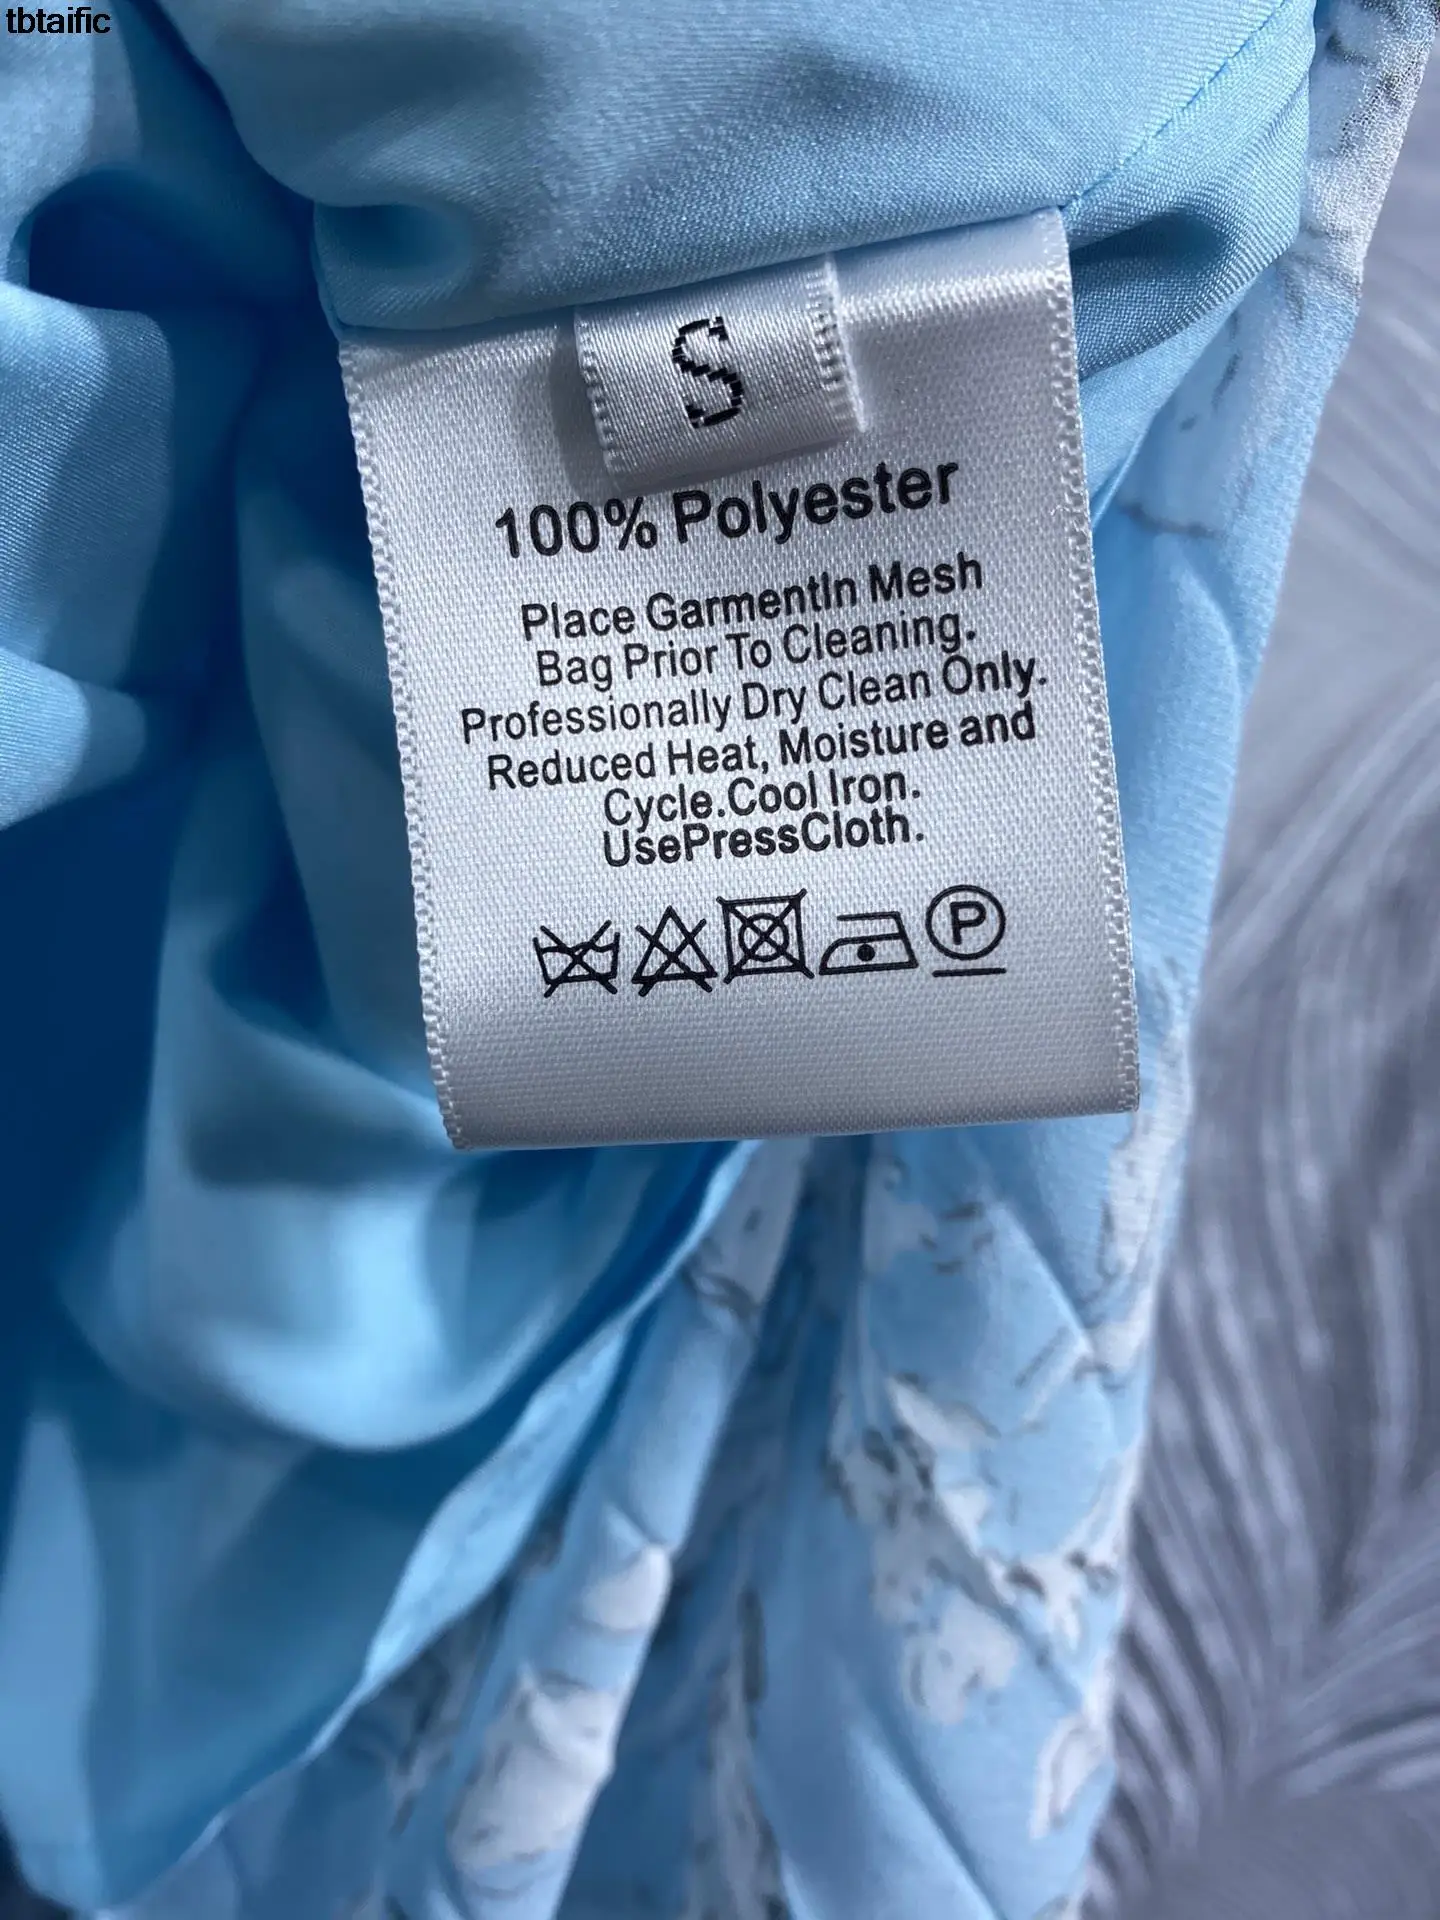 tbtaific
S
100% Polyester
Place GarmentIn Mesh
Bag Prior To Cleaning.
Professionally Dry Clean Only.
Reduced Heat, Moisture and
Cycle.Cool Iron.
UsePressCloth.
P